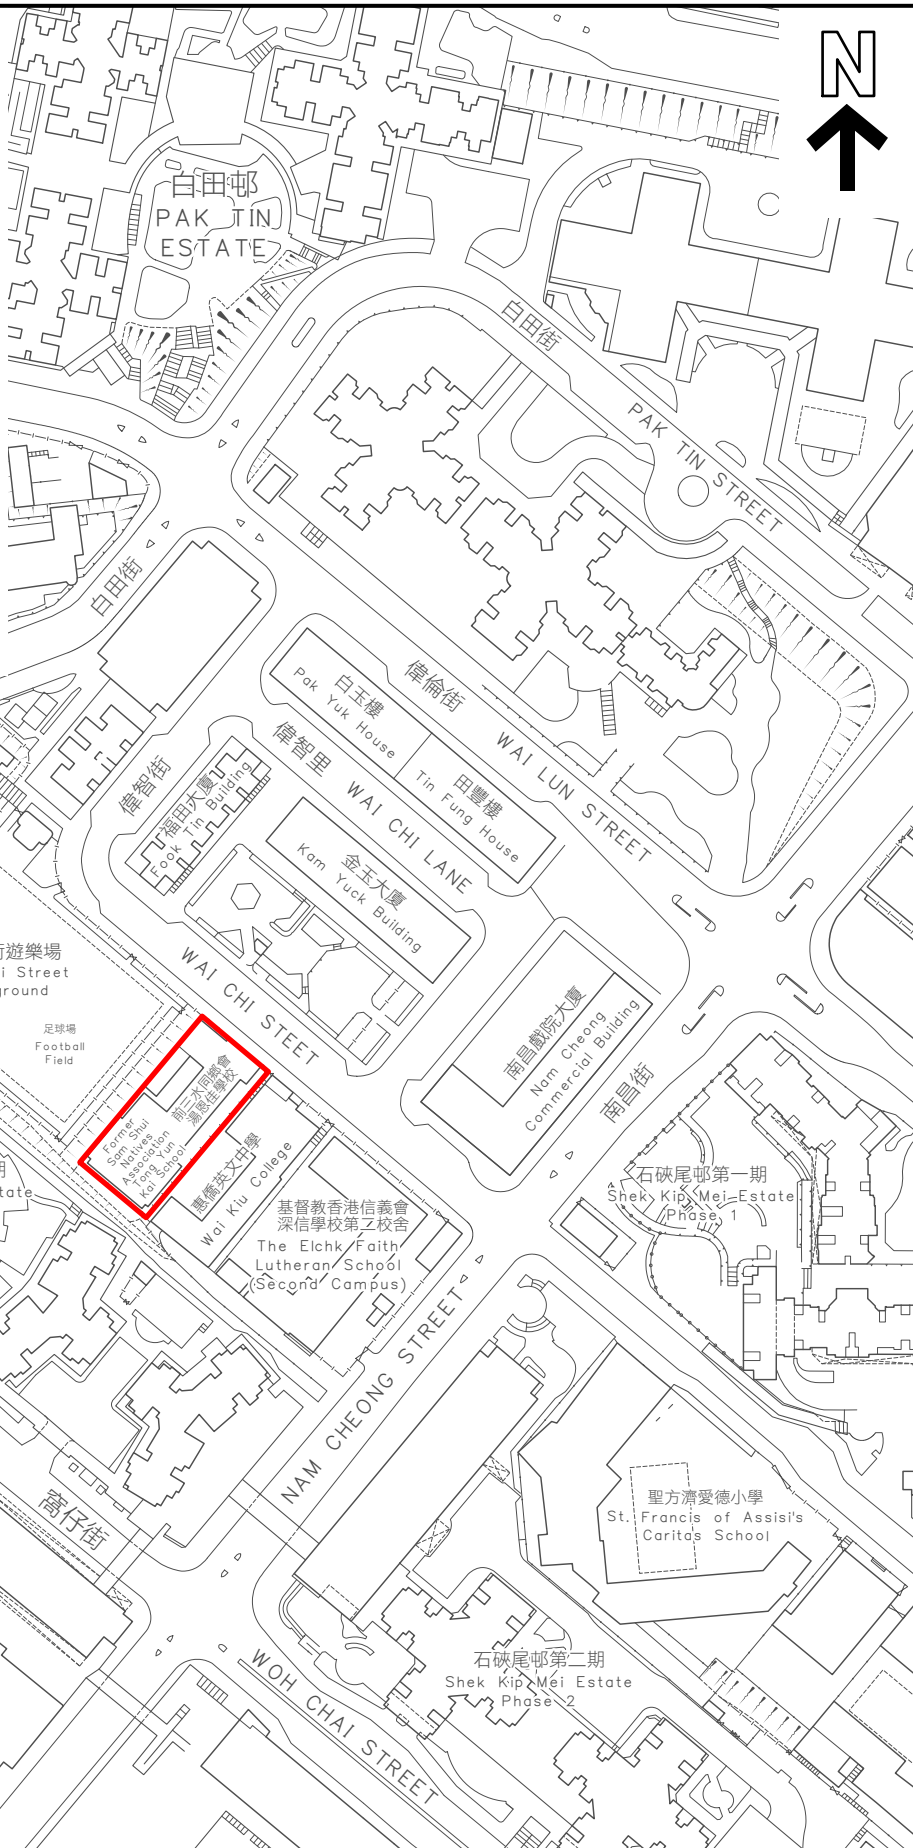 N
白田邨
PAK TIN
ESTATE
白田街
PAK TIN STREET
白田街
偉倫街
WAI LUN STREET
白玉樓
Pak Yuk House
田豐樓
Tin Fung House
偉智里
WAI CHI LANE
偉智街
福田大廈
Fook Tin Building
金玉大廈
Kam Yuck Building
街遊樂場
i Street
ground
足球場
Football
Field
WAI CHI STEET
南昌戲院大廈
Nam Cheong
Commercial Building
南昌街
前三水同鄉會
湯恩佳學校
Former
Sam Shui
Natives
Association
Tong Yun
Kai School
惠僑英文中學
Wai Kiu College
基督教香港信義會
深信學校第二校舍
The Elchk Faith
Lutheran School
(Second Campus)
石硤尾邨第一期
Shek Kip Mei Estate
Phase 1
期
tate
NAM CHEONG STREET
窩仔街
聖方濟愛德小學
St. Francis of Assisi's
Caritas School
石硤尾邨第二期
Shek Kip Mei Estate
Phase 2
WOH CHAI STREET